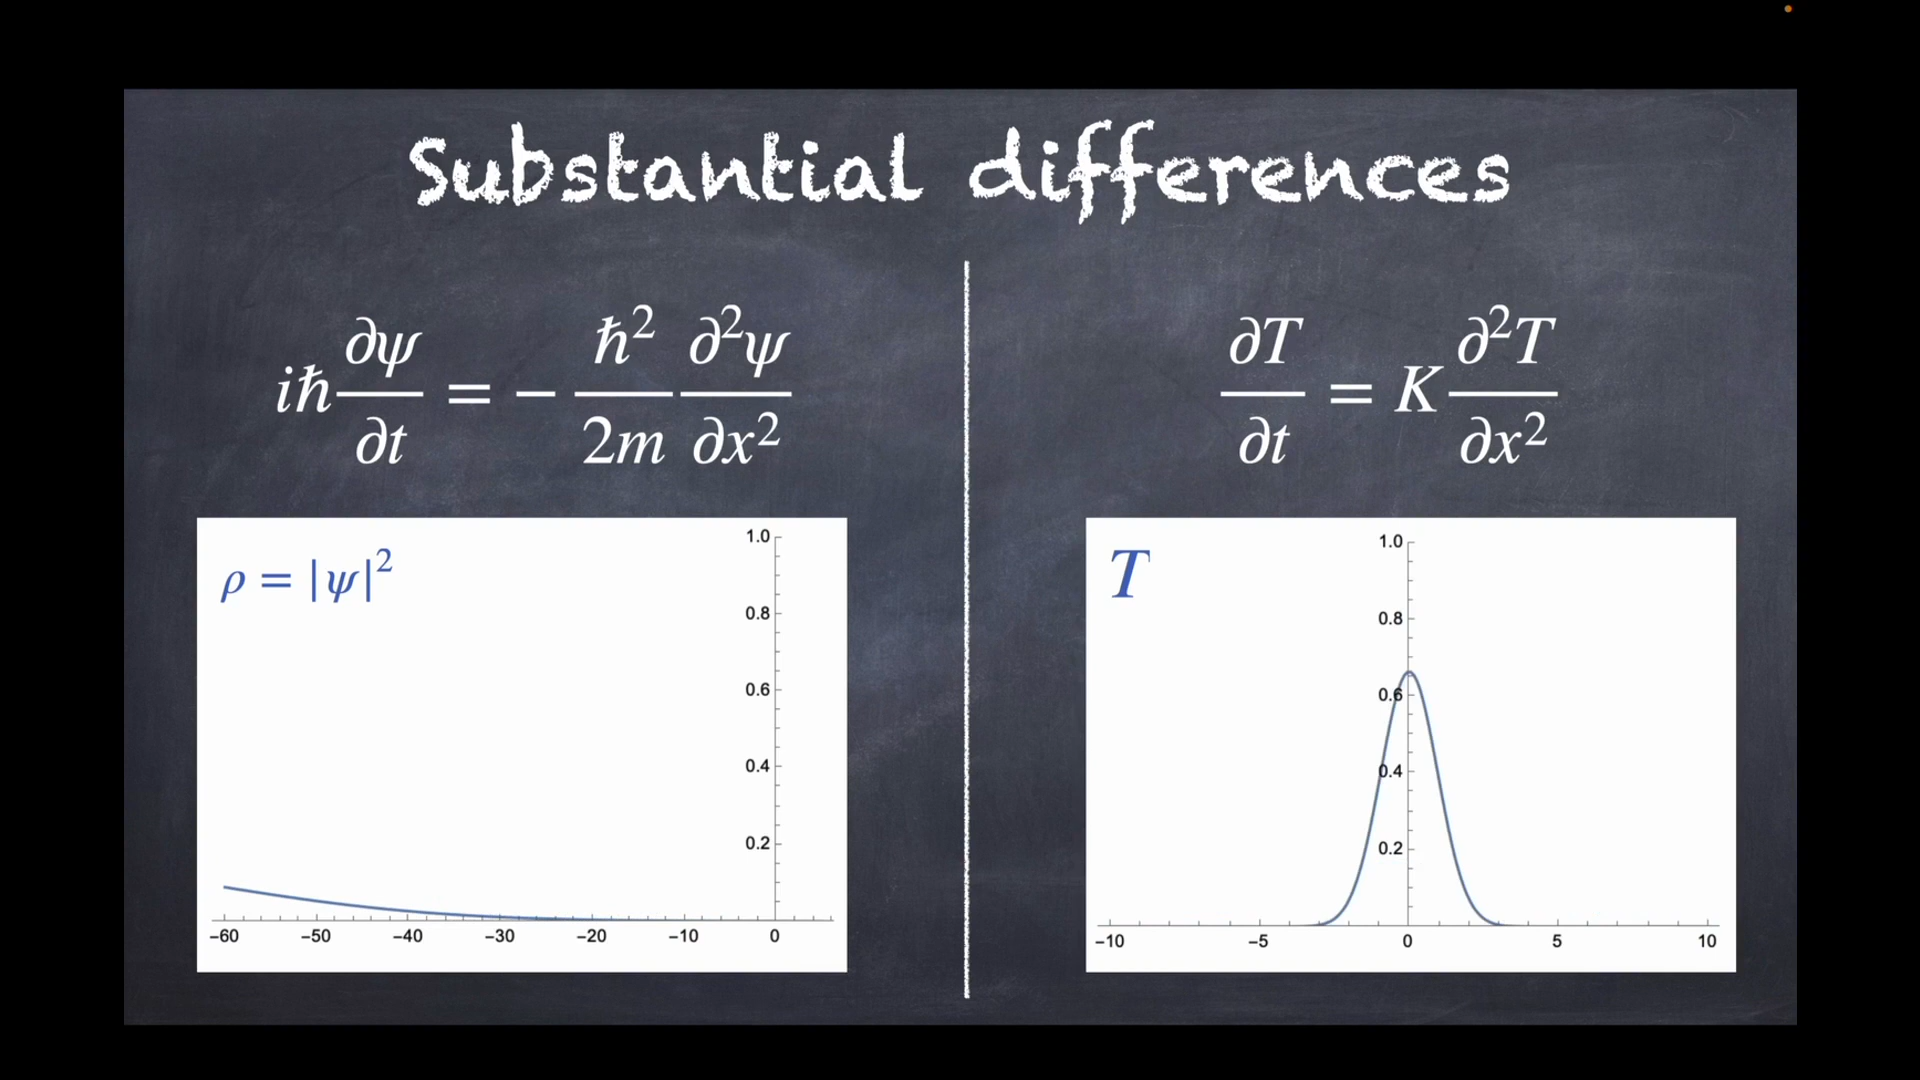 Substantial differences
iℏ ∂ψ/∂t = − ℏ²/2m ∂²ψ/∂x²
∂T/∂t = K ∂²T/∂x²
ρ = |ψ|²
1.0
0.8
0.6
0.4
0.2
−60 −50 −40 −30 −20 −10 0
T
1.0
0.8
0.6
0.4
0.2
−10 −5 0 5 10